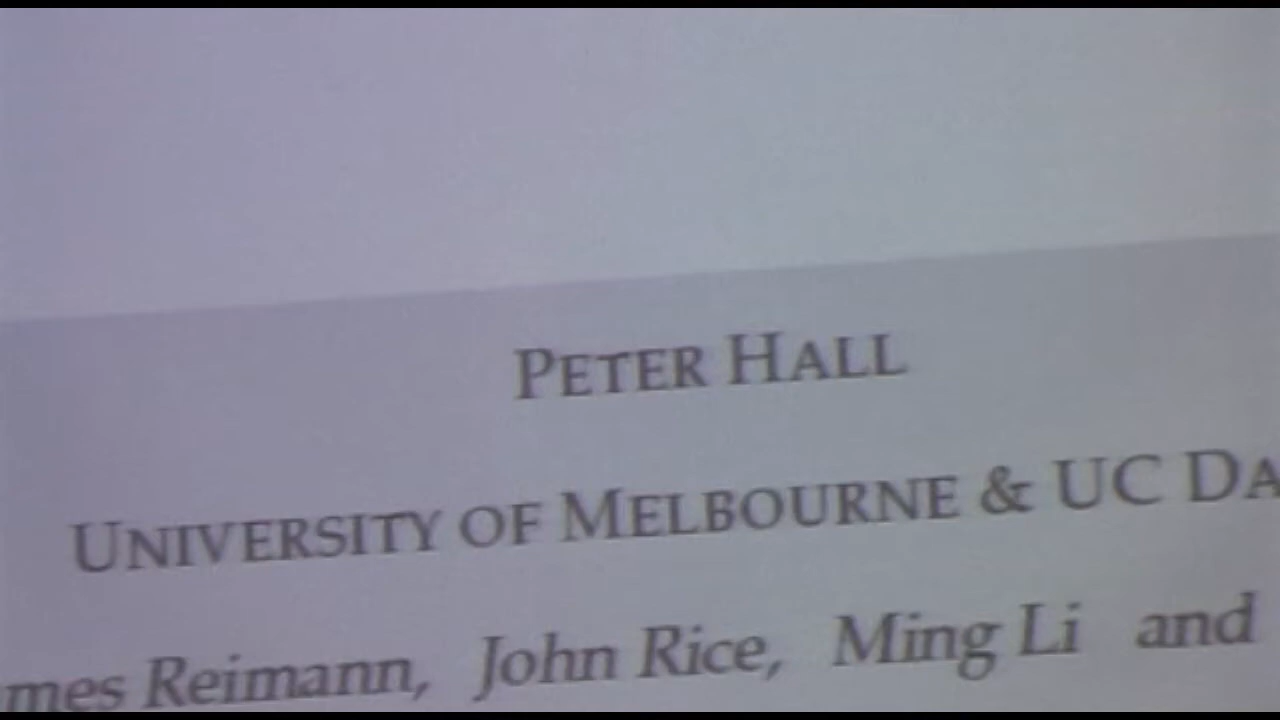 PETER HALL
UNIVERSITY OF MELBOURNE & UC DA
mes Reimann, John Rice, Ming Li and